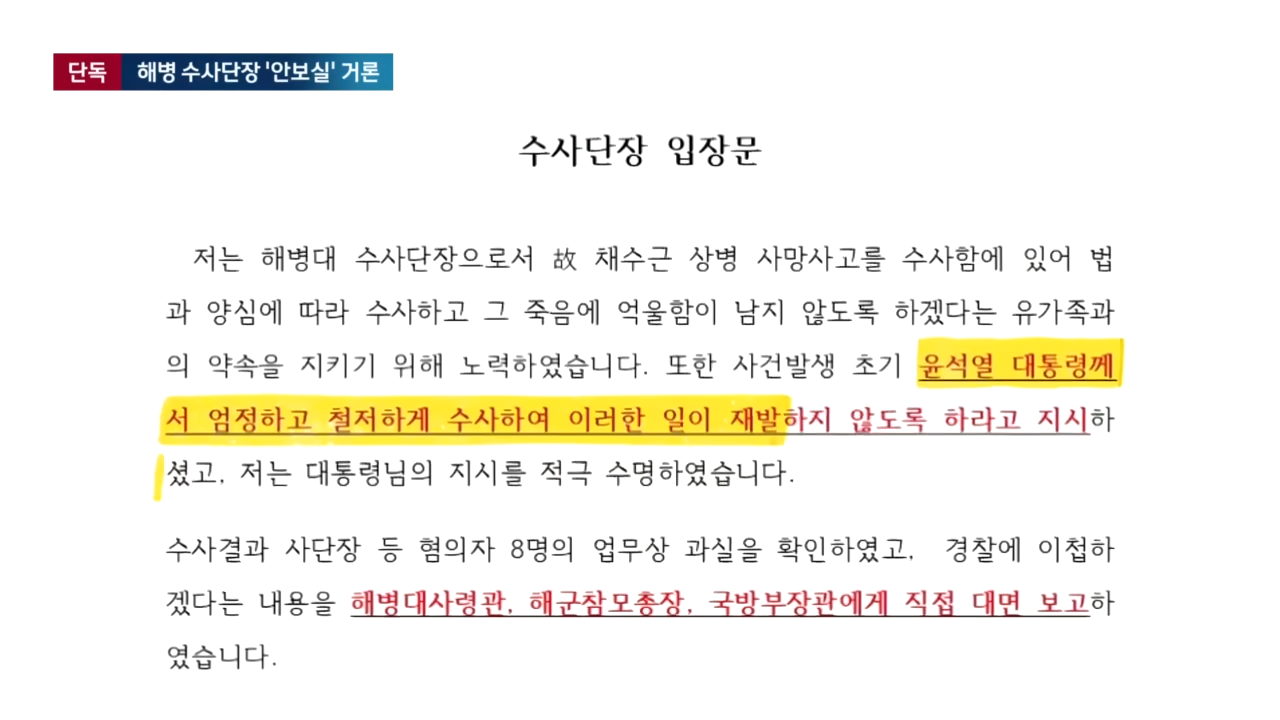 단독 해병 수사단장 '안보실' 거론
수사단장 입장문
저는 해병대 수사단장으로서 故 채수근 상병 사망사고를 수사함에 있어 법
과 양심에 따라 수사하고 그 죽음에 억울함이 남지 않도록 하겠다는 유가족과
의 약속을 지키기 위해 노력하였습니다. 또한 사건발생 초기 윤석열 대통령께
서 엄정하고 철저하게 수사하여 이러한 일이 재발하지 않도록 하라고 지시하
셨고, 저는 대통령님의 지시를 적극 수명하였습니다.
수사결과 사단장 등 혐의자 8명의 업무상 과실을 확인하였고, 경찰에 이첩하
겠다는 내용을 해병대사령관, 해군참모총장, 국방부장관에게 직접 대면 보고하
였습니다.